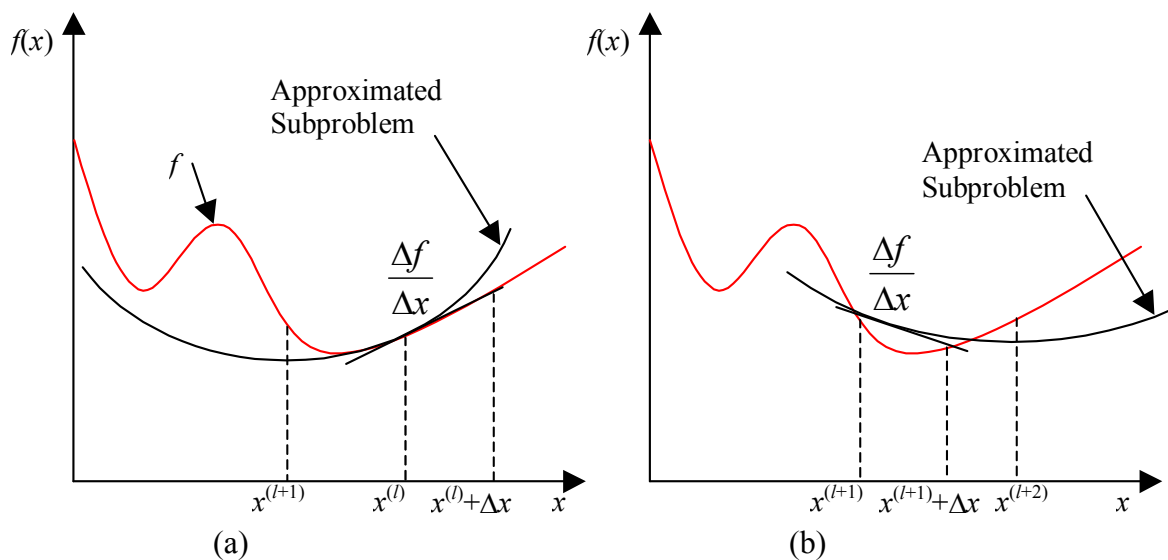 f(x)
Approximated
Subproblem
f
Δf
Δx
x^(l+1)
x^(l)
x^(l)+Δx
x
(a)
f(x)
Approximated
Subproblem
Δf
Δx
x^(l+1)
x^(l+1)+Δx
x^(l+2)
x
(b)